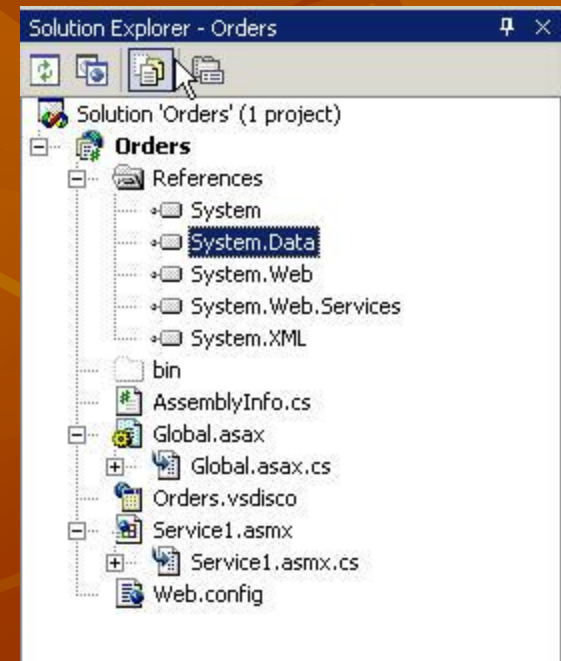 Solution Explorer - Orders
Solution 'Orders' (1 project)
Orders
References
System
System.Data
System.Web
System.Web.Services
System.XML
bin
AssemblyInfo.cs
Global.asax
Global.asax.cs
Orders.vsdisco
Service1.asmx
Service1.asmx.cs
Web.config